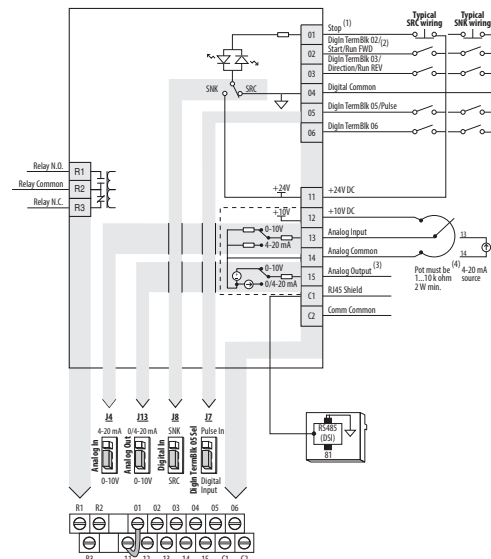 Typical SRC wiring
Typical SNK wiring
01 Stop (1)
DigIn TermBlk 02/ (2)
02 Start/Run FWD
DigIn TermBlk 03/
03 Direction/Run REV
SNK SRC
04 Digital Common
DigIn TermBlk 05/Pulse
05
06 DigIn TermBlk 06
Relay N.O. R1
Relay Common R2
Relay N.C. R3
+24V 11 +24V DC
+10V 12 +10V DC
0-10V 13 Analog Input
4-20 mA
14 Analog Common
13
14
0-10V
15 Analog Output (3)
0/4-20 mA
Pot must be
1...10 k ohm
2 W min.
(4) 4-20 mA
source
C1 RJ45 Shield
C2 Comm Common
J4 J13 J8 J7
4-20 mA 0/4-20 mA SNK Pulse In
Analog In
Analog Out
Digital In
DigIn TermBlk 05 Sel
0-10V 0-10V SRC Digital Input
RS485
(DSI)
81
R1 R2 01 02 03 04 05 06
R3 11 12 13 14 15 C1 C2